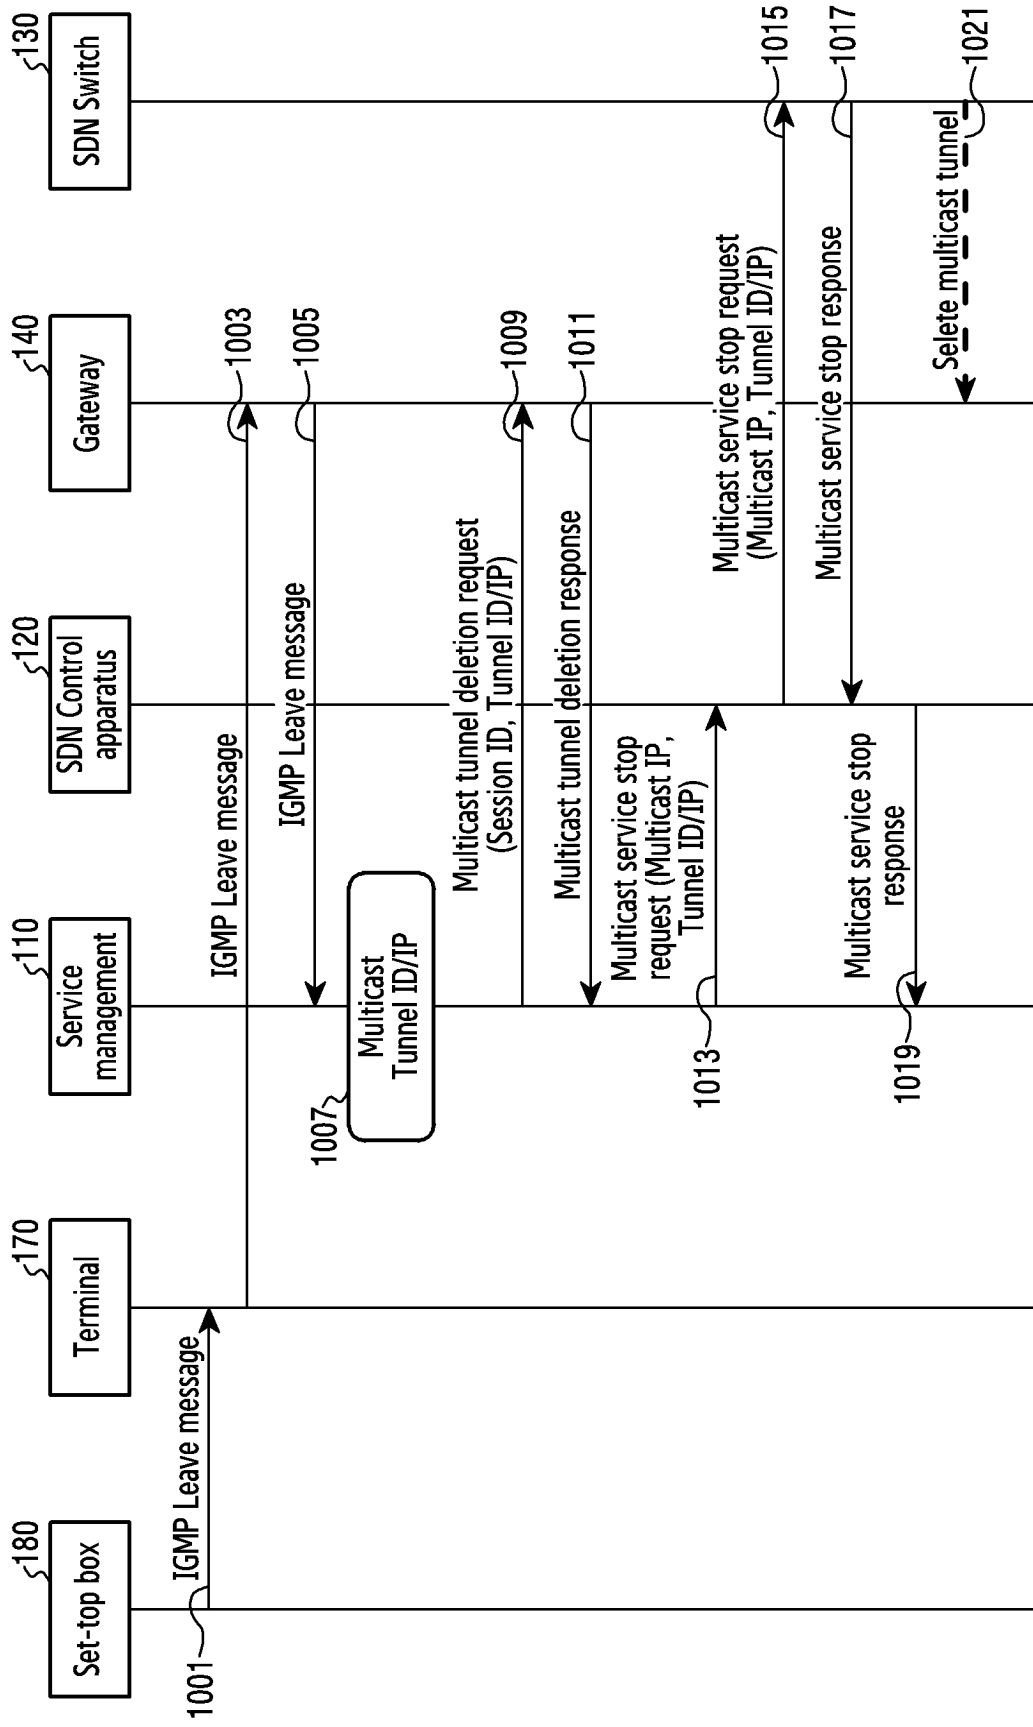 180
Set-top box
170
Terminal
110
Service
management
120
SDN Control
apparatus
140
Gateway
130
SDN Switch
1001
IGMP Leave message
IGMP Leave message
1003
IGMP Leave message
1005
1007
Multicast
Tunnel ID/IP
Multicast tunnel deletion request
(Session ID, Tunnel ID/IP)
1009
Multicast tunnel deletion response
1011
Multicast service stop
request (Multicast IP,
Tunnel ID/IP)
1013
Multicast service stop request
(Multicast IP, Tunnel ID/IP)
1015
Multicast service stop response
1017
Multicast service stop
response
1019
Selete multicast tunnel
1021